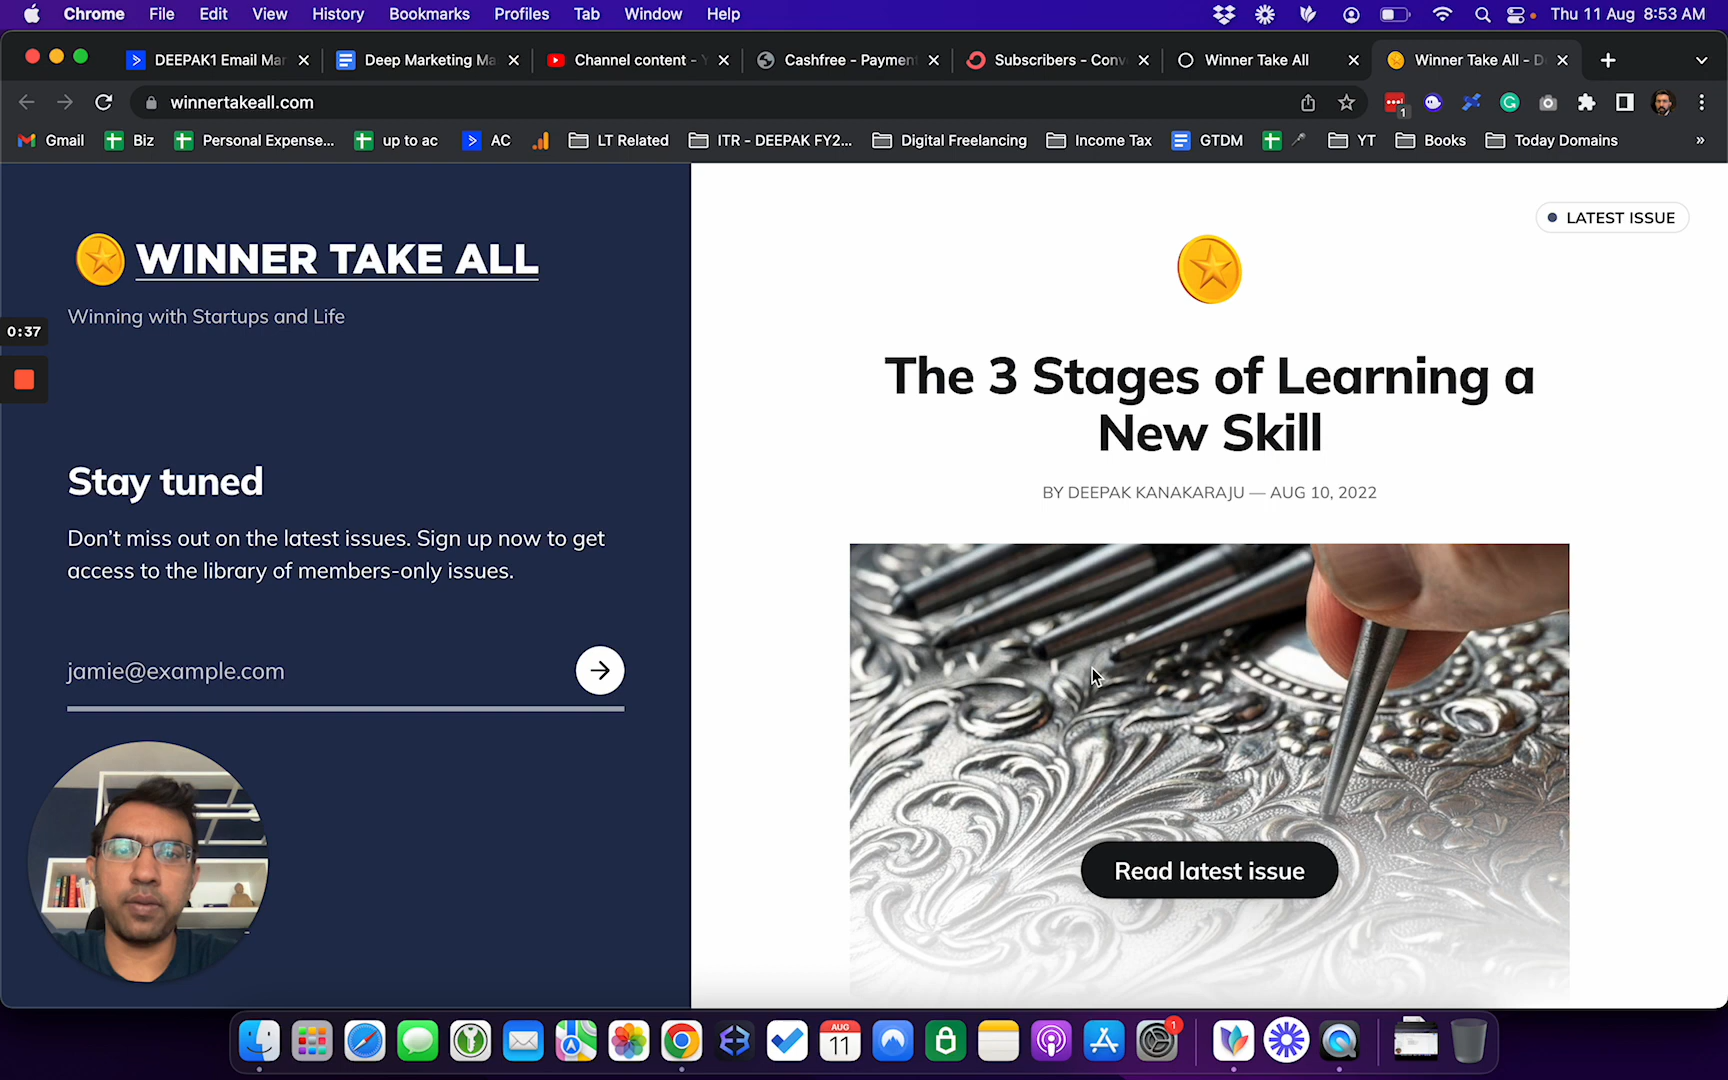 Chrome File Edit View History Bookmarks Profiles Tab Window Help Thu 11 Aug 8:53 AM
DEEPAK1 Email Mar Deep Marketing Ma Channel content - Y Cashfree - Payment Subscribers - Conv Winner Take All Winner Take All - D
winnertakeall.com 1
Gmail Biz Personal Expense... up to ac AC LT Related ITR - DEEPAK FY2... Digital Freelancing Income Tax GTDM YT Books Today Domains »
LATEST ISSUE
WINNER TAKE ALL
Winning with Startups and Life
0:37
The 3 Stages of Learning a
New Skill
BY DEEPAK KANAKARAJU — AUG 10, 2022
Stay tuned
Don’t miss out on the latest issues. Sign up now to get
access to the library of members-only issues.
jamie@example.com
Read latest issue
AUG
11
1